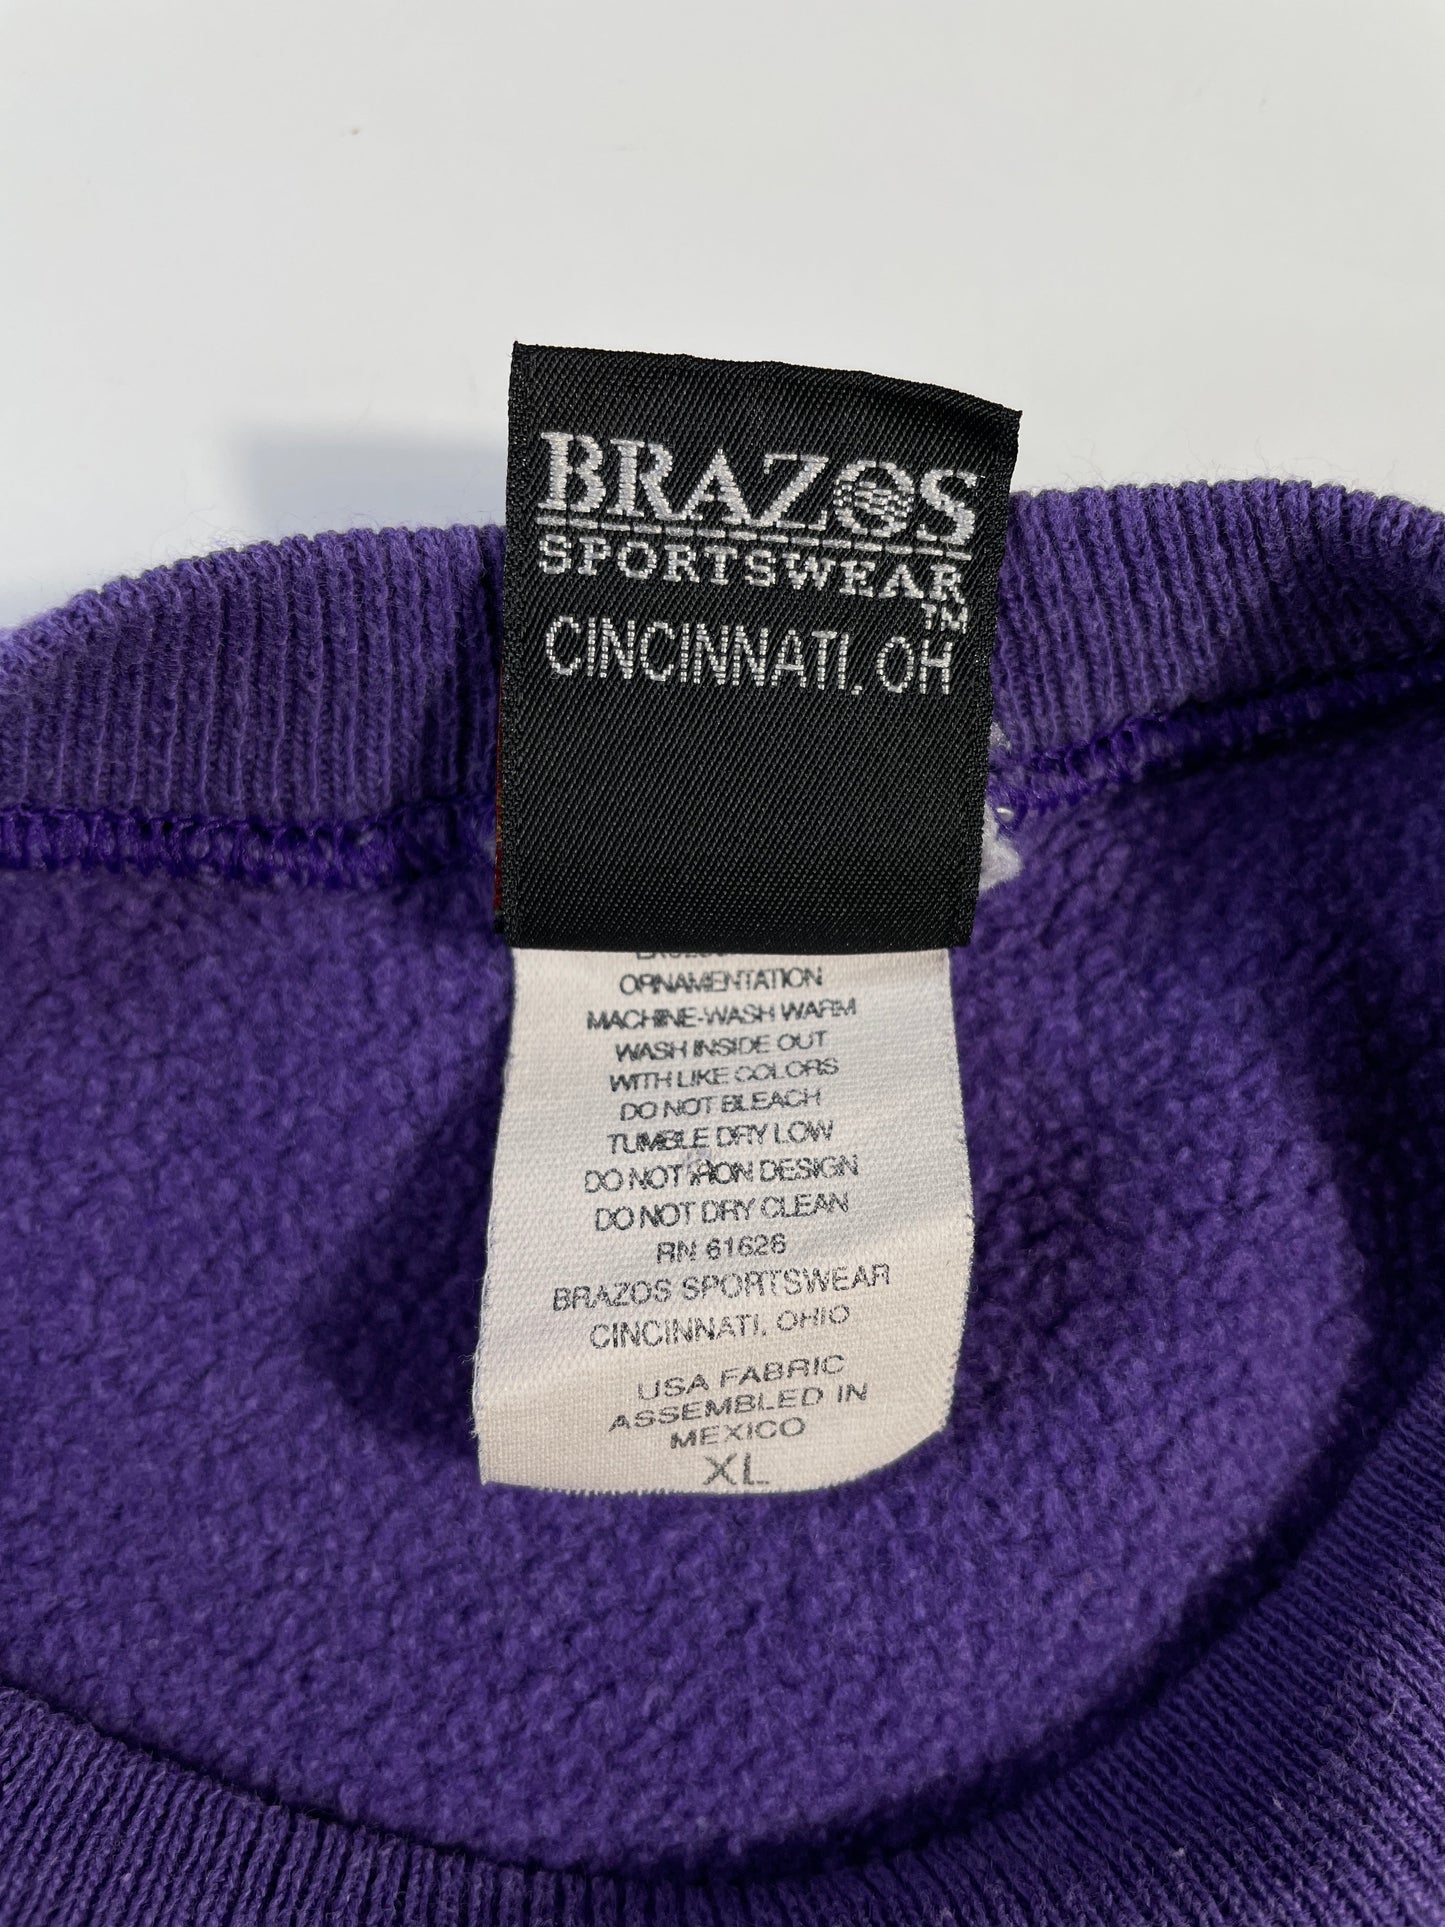 BRAZOS
SPORTSWEAR
TM
CINCINNATI, OH
ORNAMENTATION
MACHINE-WASH WARM
WASH INSIDE OUT
WITH LIKE COLORS
DO NOT BLEACH
TUMBLE DRY LOW
DO NOT IRON DESIGN
DO NOT DRY CLEAN
RN 61628
BRAZOS SPORTSWEAR
CINCINNATI, OHIO
USA FABRIC
ASSEMBLED IN
MEXICO
XL